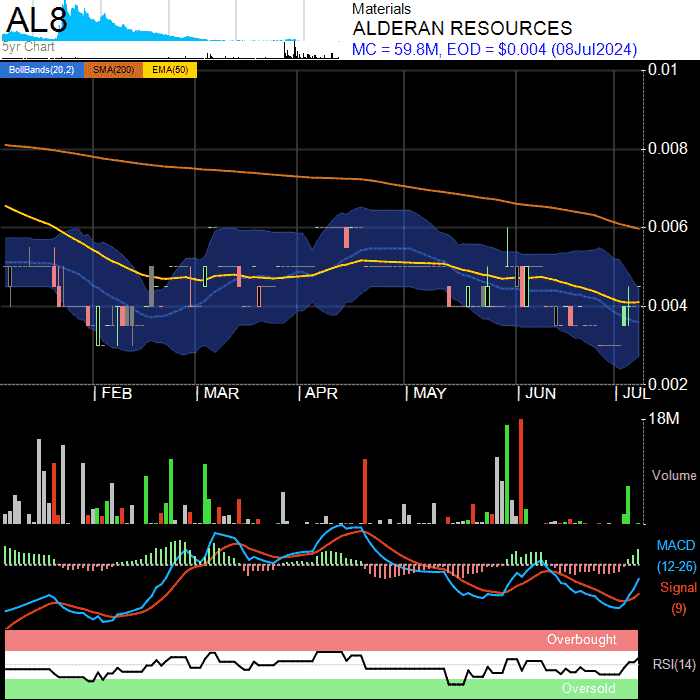 AL8
5yr Chart
Materials
ALDERAN RESOURCES
MC = 59.8M, EOD = $0.004 (08Jul2024)
BollBands(20,2) SMA(200) EMA(50)
0.01
0.008
0.006
0.004
0.002
FEB MAR APR MAY JUN JUL
18M
Volume
MACD
(12-26)
Signal
(9)
Overbought
RSI(14)
Oversold